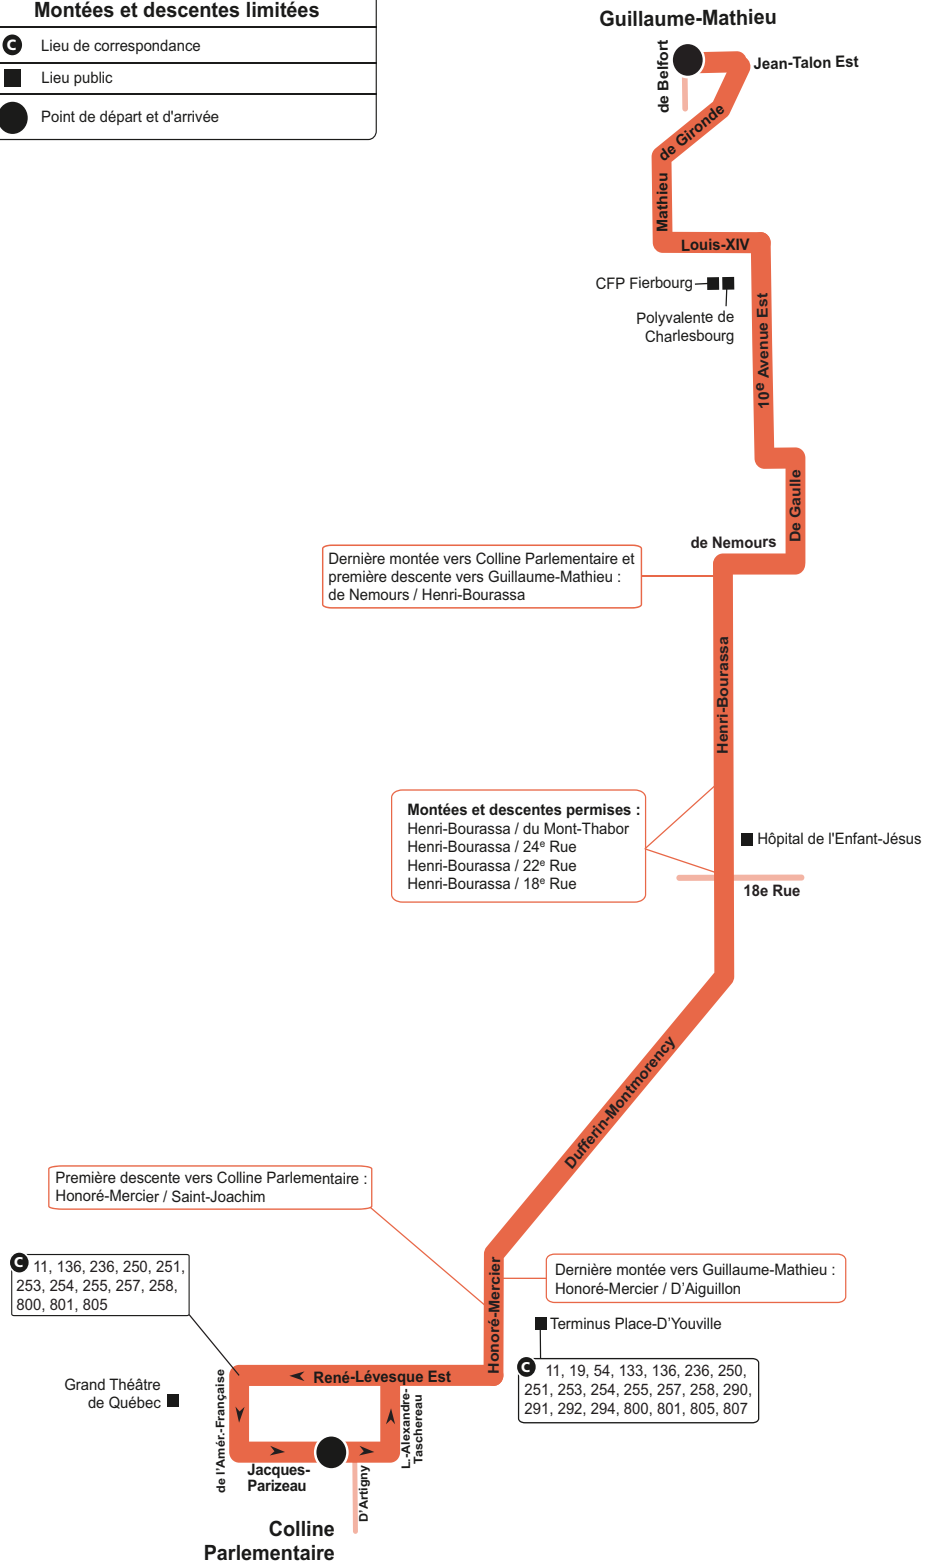 Montées et descentes limitées
C Lieu de correspondance
Lieu public
Point de départ et d'arrivée
Guillaume-Mathieu
de Belfort
Jean-Talon Est
de Gironde
Mathieu
Louis-XIV
CFP Fierbourg
Polyvalente de
Charlesbourg
10e Avenue Est
De Gaulle
de Nemours
Dernière montée vers Colline Parlementaire et
première descente vers Guillaume-Mathieu :
de Nemours / Henri-Bourassa
Henri-Bourassa
Montées et descentes permises :
Henri-Bourassa / du Mont-Thabor
Henri-Bourassa / 24e Rue
Henri-Bourassa / 22e Rue
Henri-Bourassa / 18e Rue
Hôpital de l'Enfant-Jésus
18e Rue
Dufferin-Montmorency
Première descente vers Colline Parlementaire :
Honoré-Mercier / Saint-Joachim
C 11, 136, 236, 250, 251,
253, 254, 255, 257, 258,
800, 801, 805
Honoré-Mercier
Dernière montée vers Guillaume-Mathieu :
Honoré-Mercier / D'Aiguillon
Terminus Place-D'Youville
C 11, 19, 54, 133, 136, 236, 250,
251, 253, 254, 255, 257, 258, 290,
291, 292, 294, 800, 801, 805, 807
René-Lévesque Est
Grand Théâtre
de Québec
de l'Amér.-Française
L.-Alexandre-
Taschereau
Jacques-
Parizeau
D'Artigny
Colline
Parlementaire